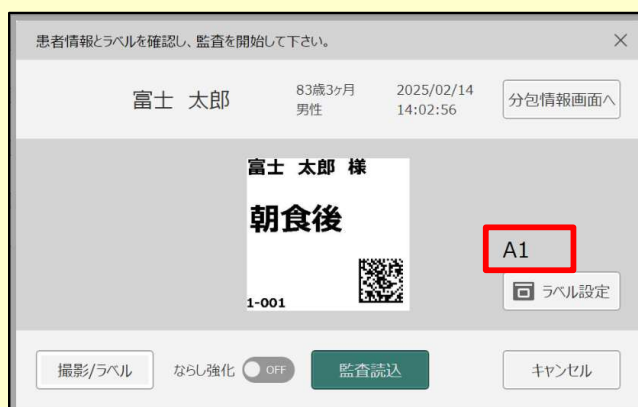 患者情報とラベルを確認し、監査を開始して下さい。
富士 太郎
83歳3ヶ月
男性
2025/02/14
14:02:56
分包情報画面へ
富士 太郎 様
朝食後
1-001
A1
ラベル設定
撮影/ラベル
ならし強化
OFF
監査読込
キャンセル